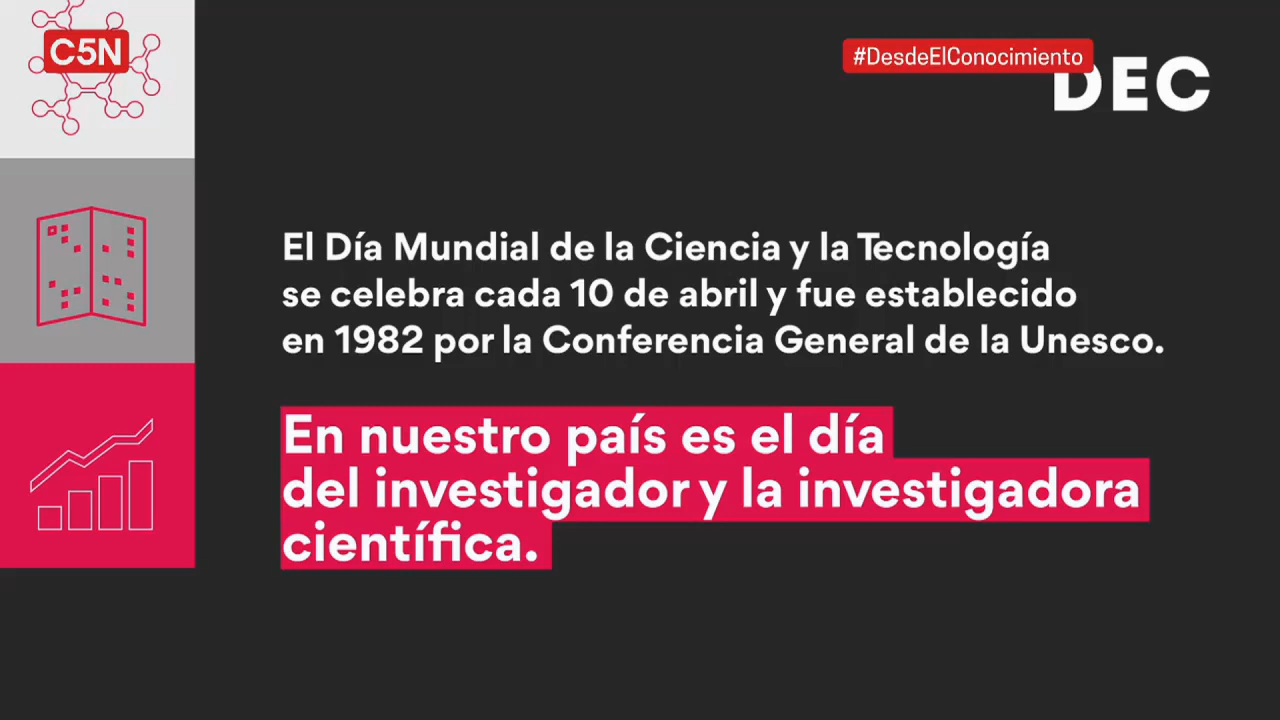 C5N
#DesdeElConocimiento
DEC
El Día Mundial de la Ciencia y la Tecnología
se celebra cada 10 de abril y fue establecido
en 1982 por la Conferencia General de la Unesco.
En nuestro país es el día
del investigador y la investigadora
científica.